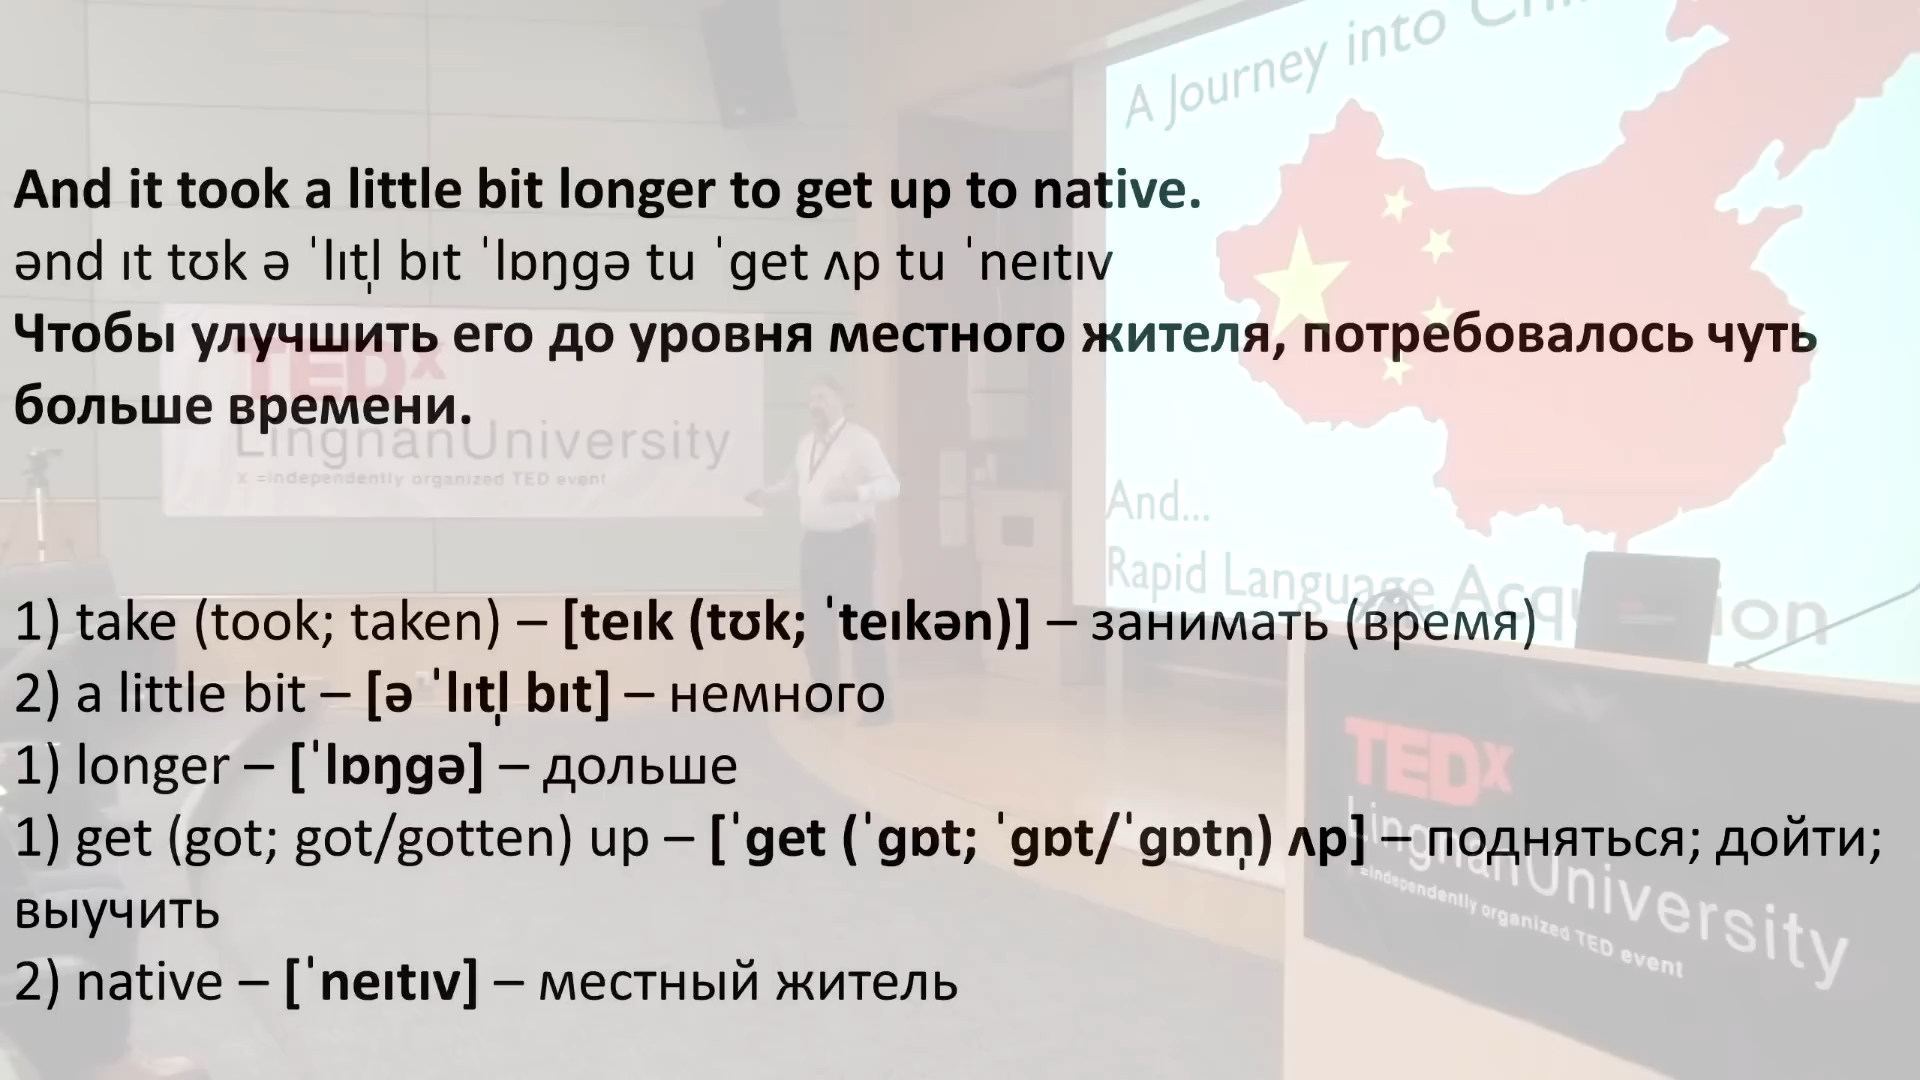 A Journey into
And it took a little bit longer to get up to native.
ənd ɪt tʊk ə ˈlɪtl̩ bɪt ˈlɒŋgə tu ˈget ʌp tu ˈneɪtɪv
Чтобы улучшить его до уровня местного жителя, потребовалось чуть
больше времени.
TEDx
LingnanUniversity
x =independently organized TED event
And...
Rapid Language
1) take (took; taken) – [teɪk (tʊk; ˈteɪkən)] – занимать (время)
2) a little bit – [ə ˈlɪtl̩ bɪt] – немного
1) longer – [ˈlɒŋgə] – дольше
1) get (got; got/gotten) up – [ˈget (ˈgɒt; ˈgɒt/ˈgɒtn̩) ʌp] – подняться; дойти;
выучить
2) native – [ˈneɪtɪv] – местный житель
TEDx
LingnanUniversity
=independently organized TED event